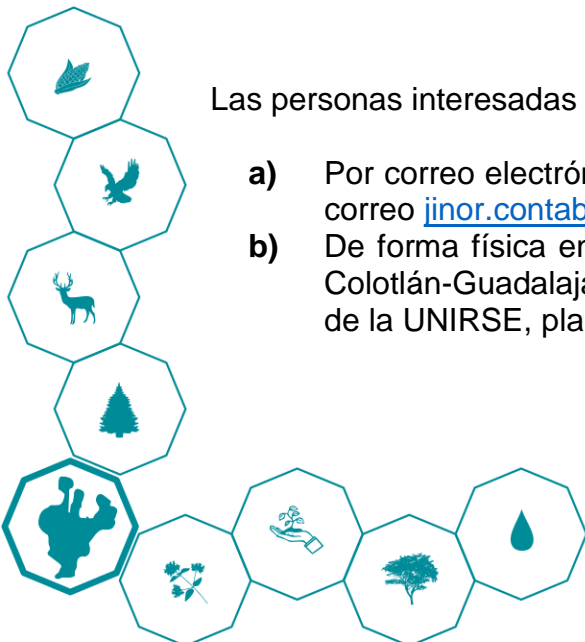 Las personas interesadas
a) Por correo electrón
correo jinor.contab
b) De forma física en
Colotlán-Guadalaja
de la UNIRSE, pla